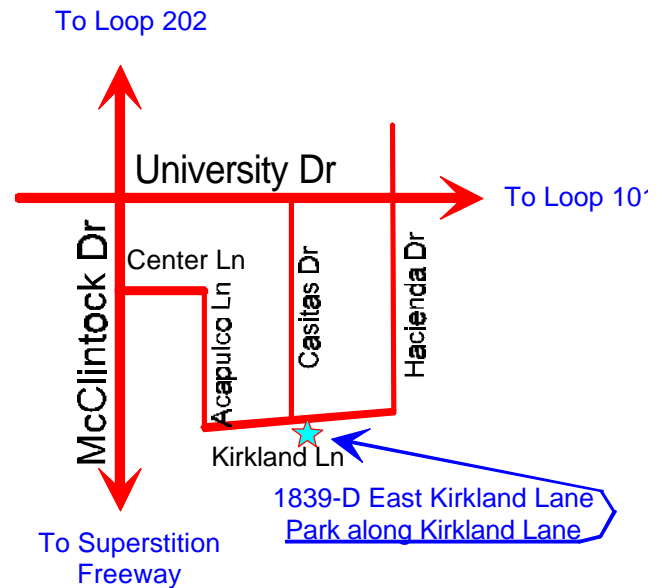 To Loop 202
University Dr
To Loop 101
McClintock Dr
Center Ln
Acapulco Ln
Casitas Dr
Hacienda Dr
Kirkland Ln
1839-D East Kirkland Lane
Park along Kirkland Lane
To Superstition
Freeway